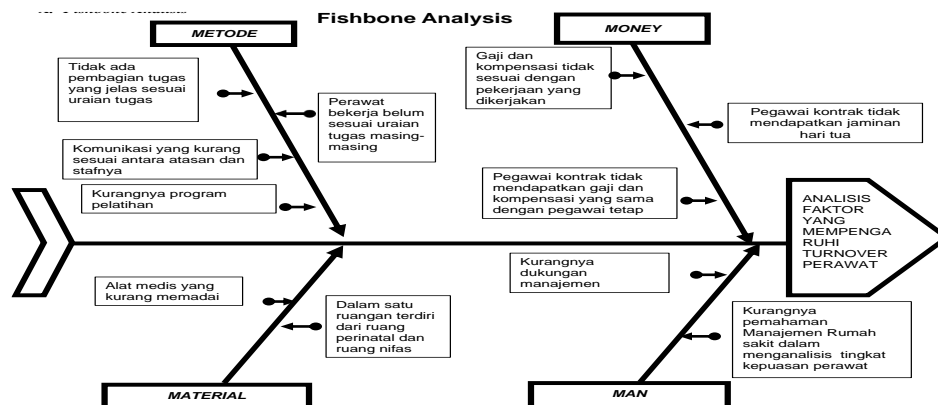 Fishbone Analysis
METODE
MONEY
Tidak ada
pembagian tugas
yang jelas sesuai
uraian tugas
Perawat
bekerja belum
sesuai uraian
tugas masing-
masing
Komunikasi yang kurang
sesuai antara atasan dan
stafnya
Kurangnya program
pelatihan
Gaji dan
kompensasi tidak
sesuai dengan
pekerjaan yang
dikerjakan
Pegawai kontrak tidak
mendapatkan jaminan
hari tua
Pegawai kontrak tidak
mendapatkan gaji dan
kompensasi yang sama
dengan pegawai tetap
ANALISIS
FAKTOR
YANG
MEMPENGA
RUHI
TURNOVER
PERAWAT
Alat medis yang
kurang memadai
Dalam satu
ruangan terdiri
dari ruang
perinatal dan
ruang nifas
Kurangnya
dukungan
manajemen
Kurangnya
pemahaman
Manajemen Rumah
sakit dalam
menganalisis tingkat
kepuasan perawat
MATERIAL
MAN